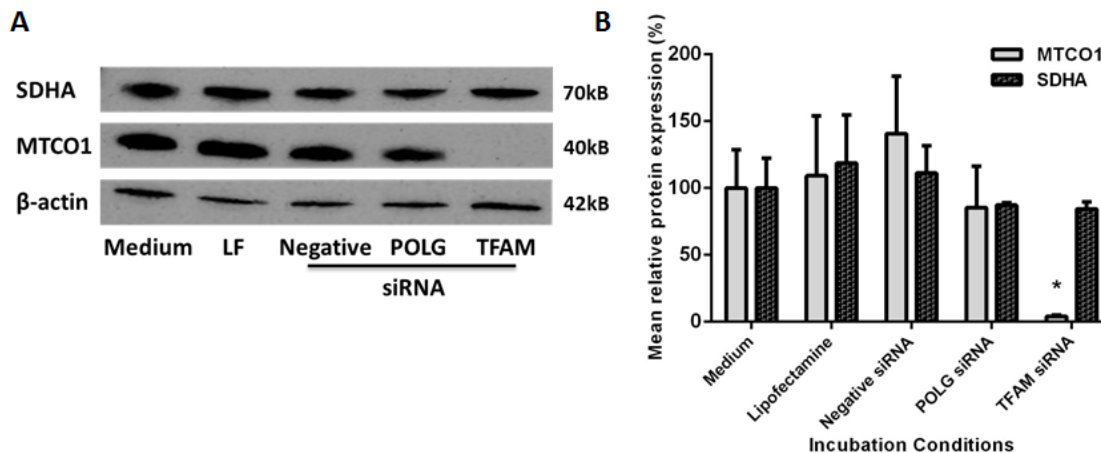 A
SDHA 70kB
MTCO1 40kB
β-actin 42kB
Medium LF Negative POLG TFAM
siRNA
B
Mean relative protein expression (%)
200
150
100
50
0
MTCO1
SDHA
*
Medium
Lipofectamine
Negative siRNA
POLG siRNA
TFAM siRNA
Incubation Conditions